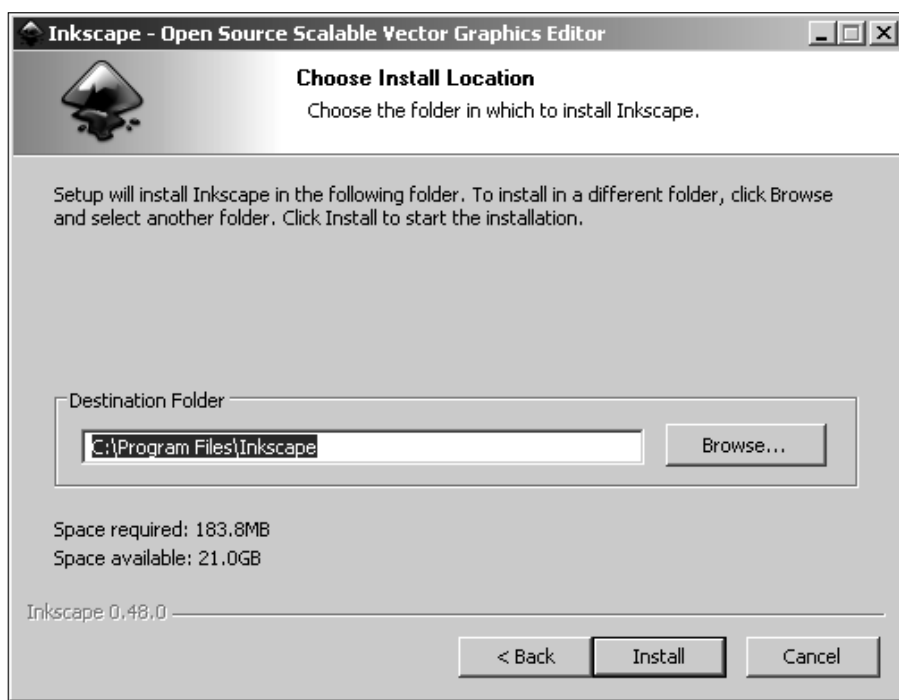 Inkscape - Open Source Scalable Vector Graphics Editor
Choose Install Location
Choose the folder in which to install Inkscape.
Setup will install Inkscape in the following folder. To install in a different folder, click Browse
and select another folder. Click Install to start the installation.
Destination Folder
C:\Program Files\Inkscape
Browse...
Space required: 183.8MB
Space available: 21.0GB
Inkscape 0.48.0
< Back
Install
Cancel